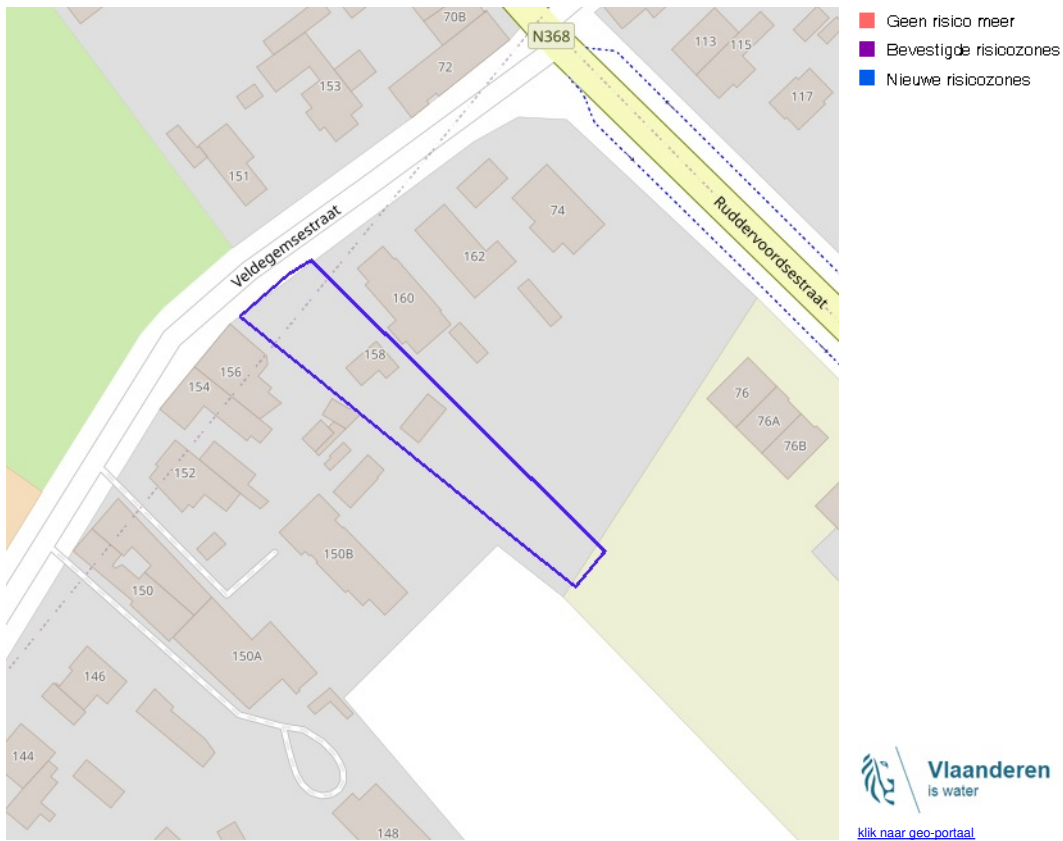 70B
N368
72
113
115
153
117
151
Veldegemsestraat
Ruddervoordsestraat
74
162
160
158
156
154
152
76
76A
76B
150B
150
150A
146
144
148
Geen risico meer
Bevestigde risicozones
Nieuwe risicozones
Vlaanderen
is water
klik naar geo-portaal